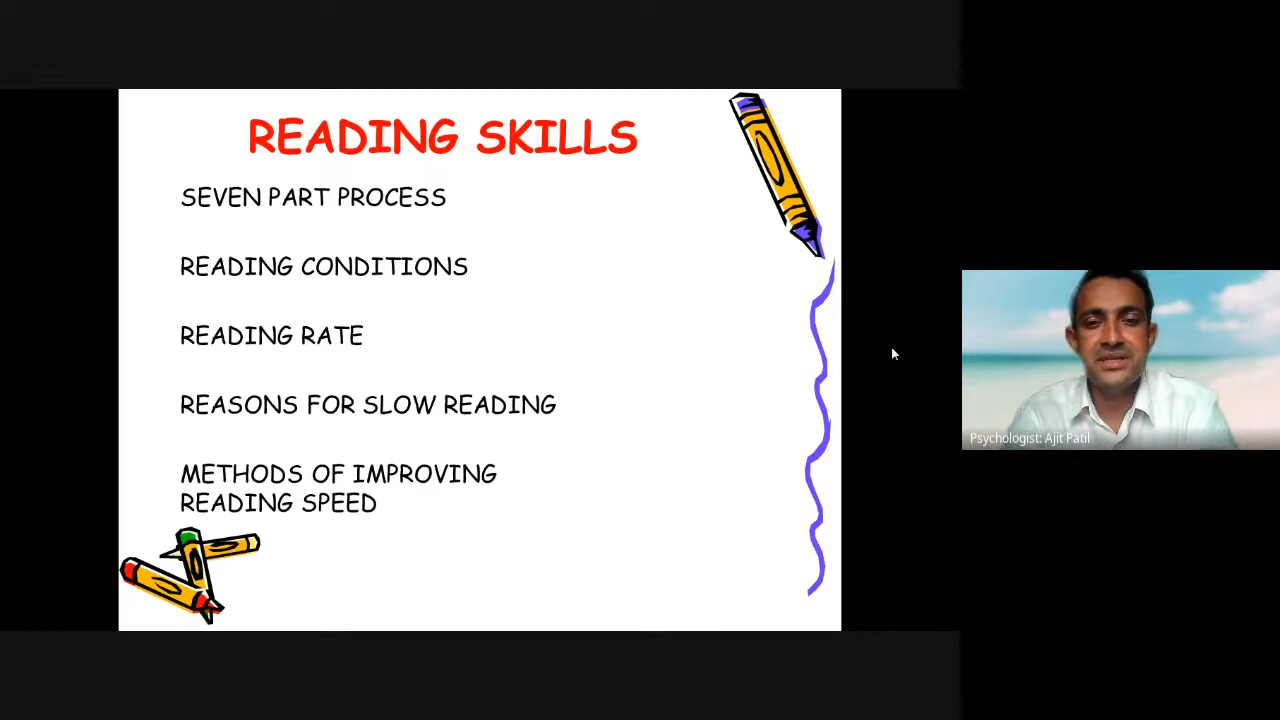 READING SKILLS
SEVEN PART PROCESS
READING CONDITIONS
READING RATE
REASONS FOR SLOW READING
METHODS OF IMPROVING
READING SPEED
Psychologist: Ajit Patil